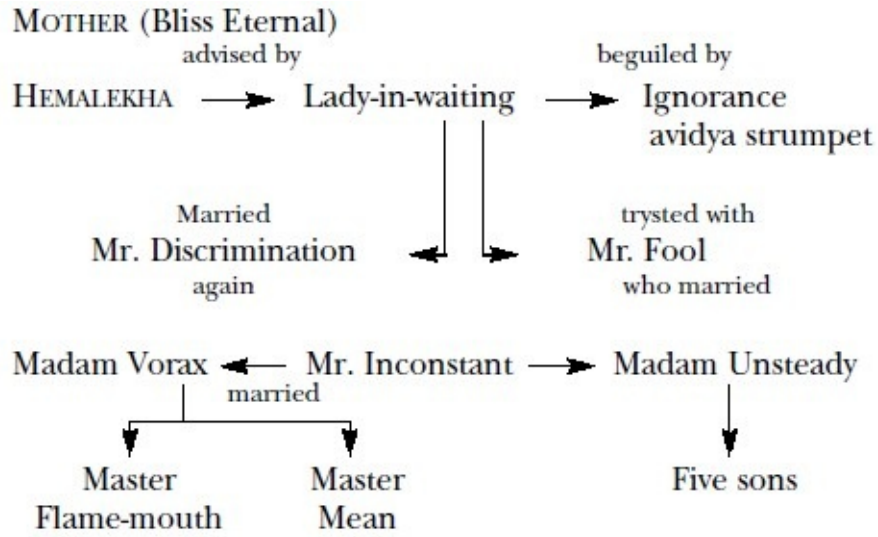 MOTHER (Bliss Eternal)
advised by beguiled by
HEMALEKHA Lady-in-waiting Ignorance
avidya strumpet
Married trysted with
Mr. Discrimination Mr. Fool
again who married
Madam Vorax Mr. Inconstant Madam Unsteady
married
Master Master Five sons
Flame-mouth Mean